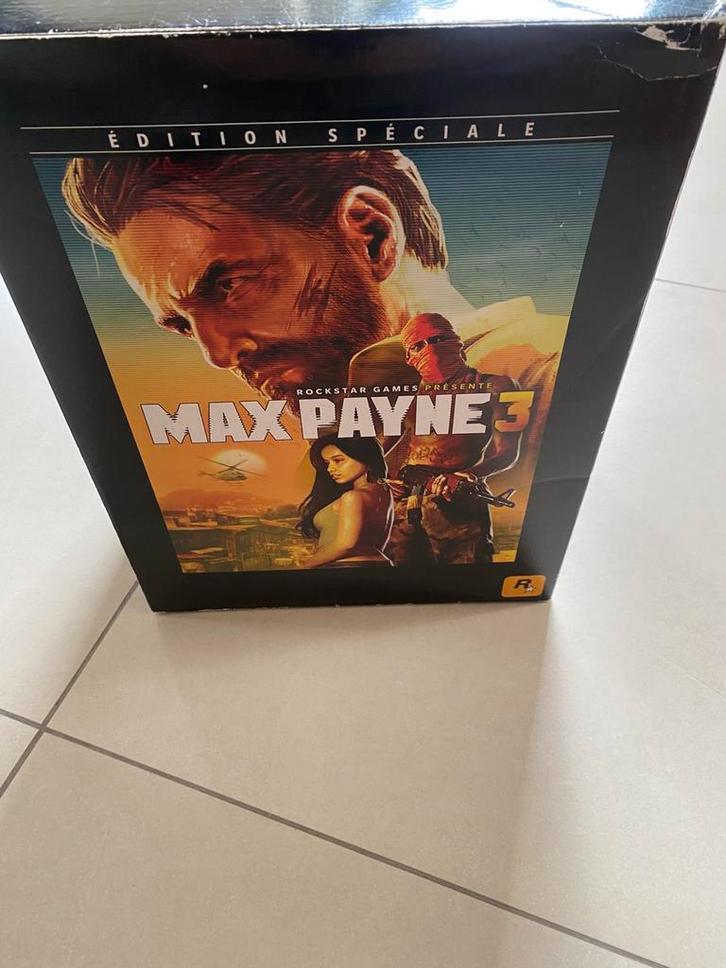 ÉDITION SPÉCIALE
ROCKSTAR GAMES PRÉSENTE
MAX PAYNE 3
R